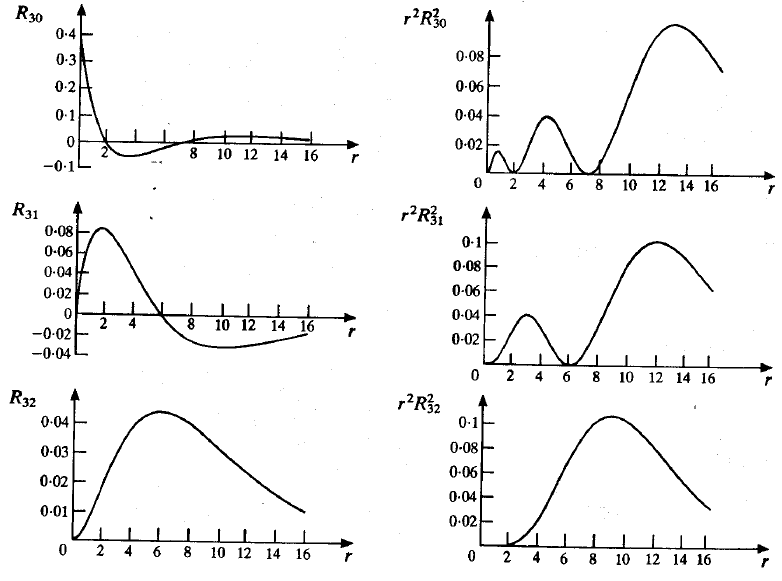 R₃₀
0·4
0·3
0·2
0·1
0
−0·1
2 4 6 8 10 12 14 16 r
r²R²₃₀
0·08
0·06
0·04
0·02
0 2 4 6 8 10 12 14 16 r
R₃₁
0·08
0·06
0·04
0·02
0
−0·02
−0·04
2 4 6 8 10 12 14 16
r
r²R²₃₁
0·1
0·08
0·06
0·04
0·02
0 2 4 6 8 10 12 14 16 r
R₃₂
0·04
0·03
0·02
0·01
0 2 4 6 8 10 12 14 16 r
r²R²₃₂
0·1
0·08
0·06
0·04
0·02
0 2 4 6 8 10 12 14 16 r